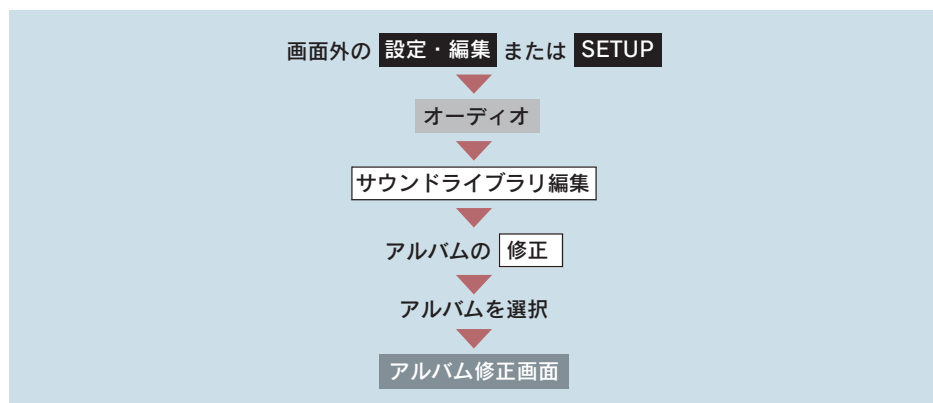 画面外の 設定・編集 または SETUP
オーディオ
サウンドライブラリ編集
アルバムの 修正
アルバムを選択
アルバム修正画面